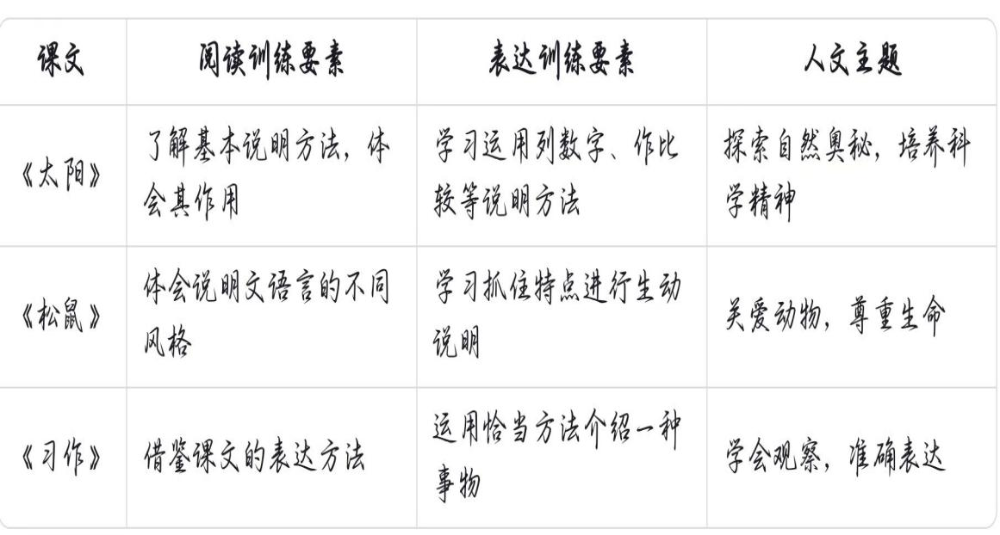 课文 阅读训练要素 表达训练要素 人文主题
《太阳》
了解基本说明方法，体
会其作用
学习运用列数字、作比
较等说明方法
探索自然奥秘，培养科
学精神
《松鼠》
体会说明文语言的不同
风格
学习抓住特点进行生动
说明
关爱动物，尊重生命
《习作》
借鉴课文的表达方法
运用恰当方法介绍一种
事物
学会观察，准确表达